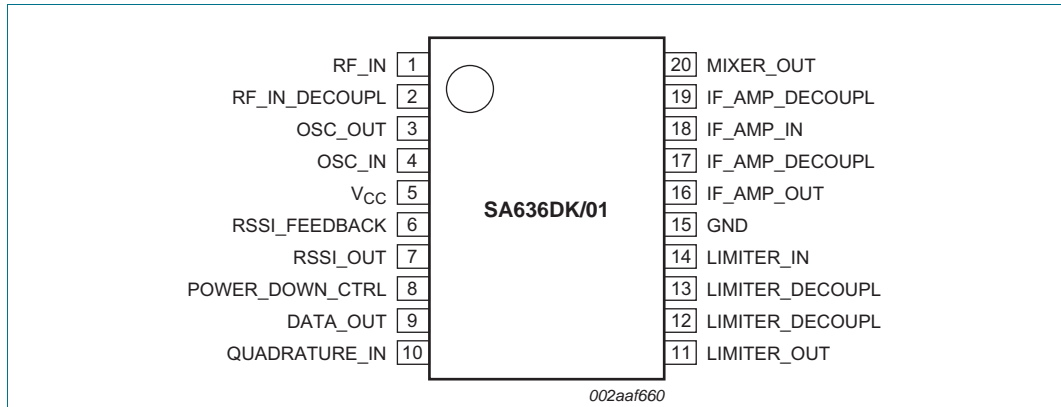 RF_IN 1
RF_IN_DECOUPL 2
OSC_OUT 3
OSC_IN 4
VCC 5
RSSI_FEEDBACK 6
RSSI_OUT 7
POWER_DOWN_CTRL 8
DATA_OUT 9
QUADRATURE_IN 10
SA636DK/01
20 MIXER_OUT
19 IF_AMP_DECOUPL
18 IF_AMP_IN
17 IF_AMP_DECOUPL
16 IF_AMP_OUT
15 GND
14 LIMITER_IN
13 LIMITER_DECOUPL
12 LIMITER_DECOUPL
11 LIMITER_OUT
002aaf660